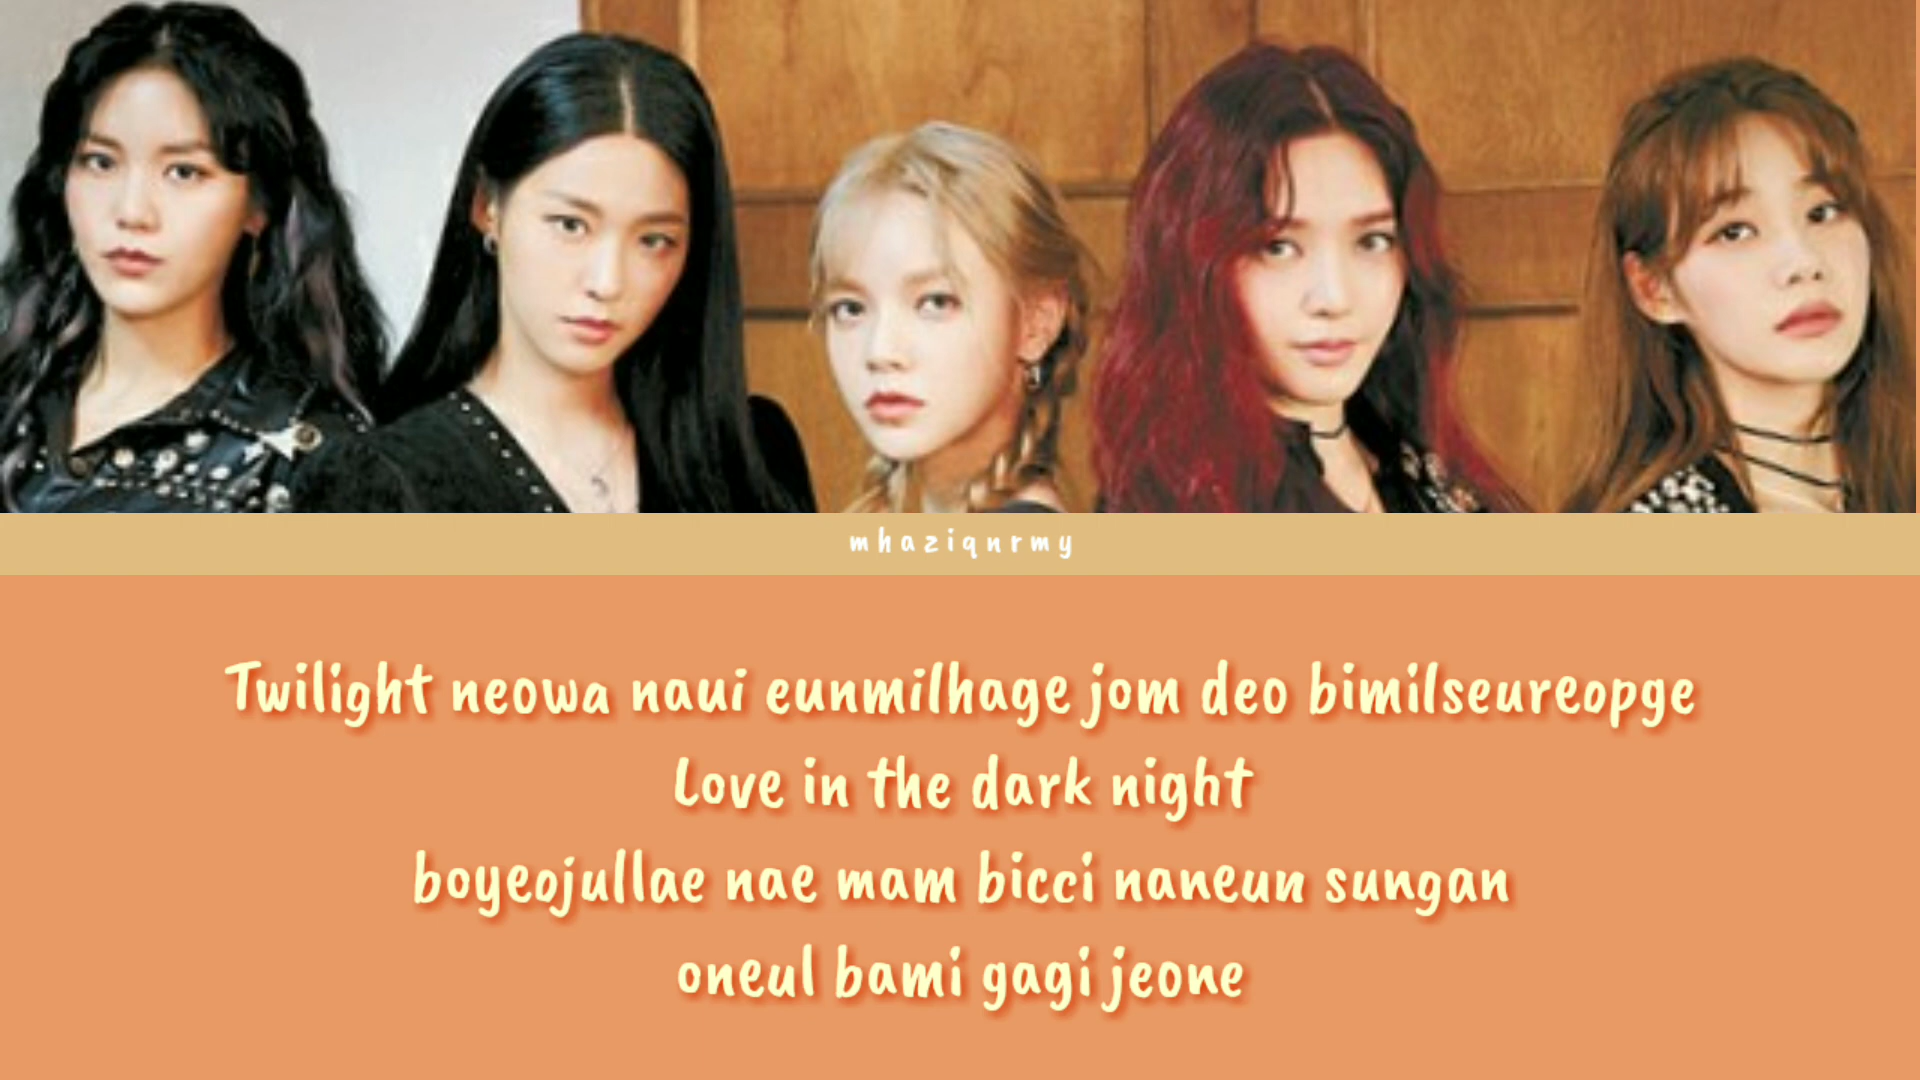 mhaziqnrmy
Twilight neowa naui eunmilhage jom deo bimilseureopge
Love in the dark night
boyeojullae nae mam bicci naneun sungan
oneul bami gagi jeone